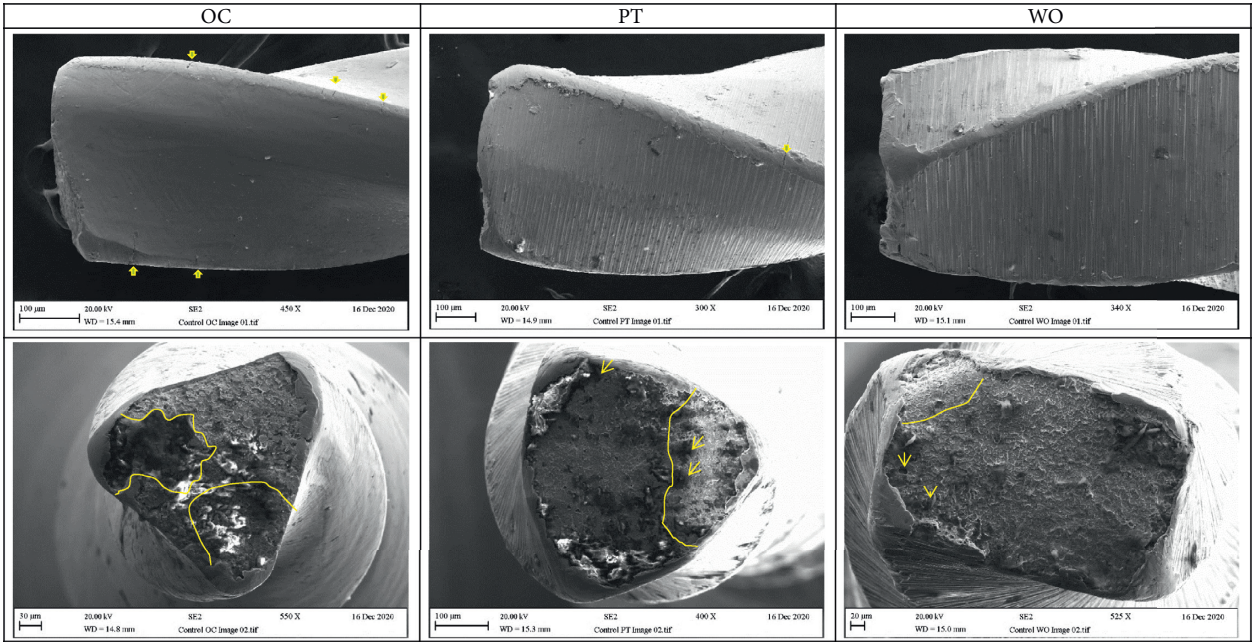 OC PT WO
100 µm 20.00 kV SE2 450 X 16 Dec 2020
WD = 15.4 mm Control OC Image 01.tif
100 µm 20.00 kV SE2 300 X 16 Dec 2020
WD = 14.9 mm Control PT Image 01.tif
100 µm 20.00 kV SE2 340 X 16 Dec 2020
WD = 15.1 mm Control WO Image 01.tif
30 µm 20.00 kV SE2 550 X 16 Dec 2020
WD = 14.8 mm Control OC Image 02.tif
100 µm 20.00 kV SE2 400 X 16 Dec 2020
WD = 15.3 mm Control PT Image 02.tif
20 µm 20.00 kV SE2 525 X 16 Dec 2020
WD = 15.0 mm Control WO Image 02.tif